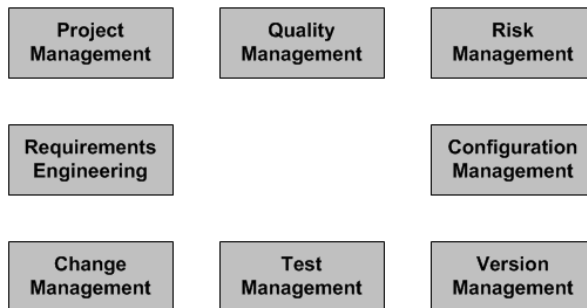 Project
Management
Quality
Management
Risk
Management
Requirements
Engineering
Configuration
Management
Change
Management
Test
Management
Version
Management